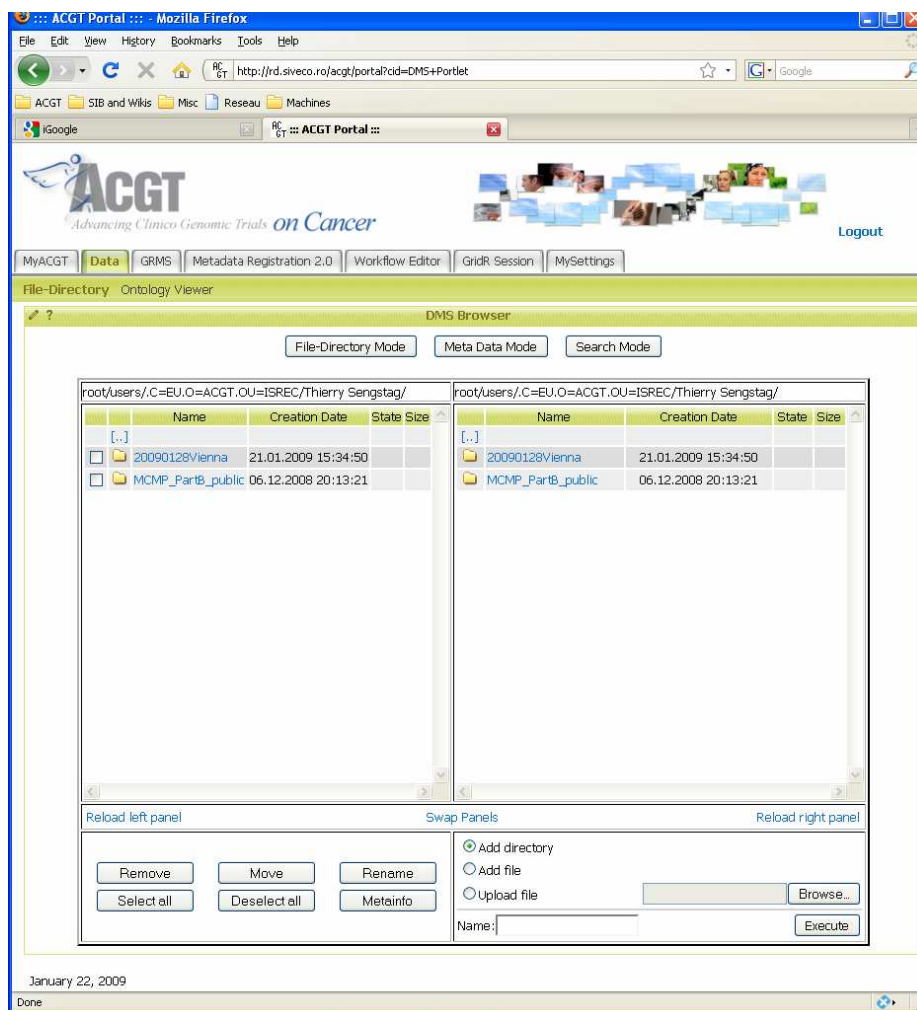 ::: ACGT Portal ::: - Mozilla Firefox
File Edit View History Bookmarks Tools Help
AC GT http://rd.siveco.ro/acgt/portal?cid=DMS+Portlet G Google
ACGT SIB and Wikis Misc Reseau Machines
iGoogle AC GT ::: ACGT Portal :::
ACGT
Advancing Clinico Genomic Trials on Cancer
Logout
MyACGT Data GRMS Metadata Registration 2.0 Workflow Editor GridR Session MySettings
File-Directory Ontology Viewer
? DMS Browser
File-Directory Mode Meta Data Mode Search Mode
root/users/.C=EU.O=ACGT.OU=ISREC/Thierry Sengstag/ root/users/.C=EU.O=ACGT.OU=ISREC/Thierry Sengstag/
Name Creation Date State Size Name Creation Date State Size
[..] [..]
20090128Vienna 21.01.2009 15:34:50 20090128Vienna 21.01.2009 15:34:50
MCMP_PartB_public 06.12.2008 20:13:21 MCMP_PartB_public 06.12.2008 20:13:21
Reload left panel Swap Panels Reload right panel
Add directory
Remove Move Rename Add file
Select all Deselect all Metainfo Upload file Browse...
Name: Execute
January 22, 2009
Done